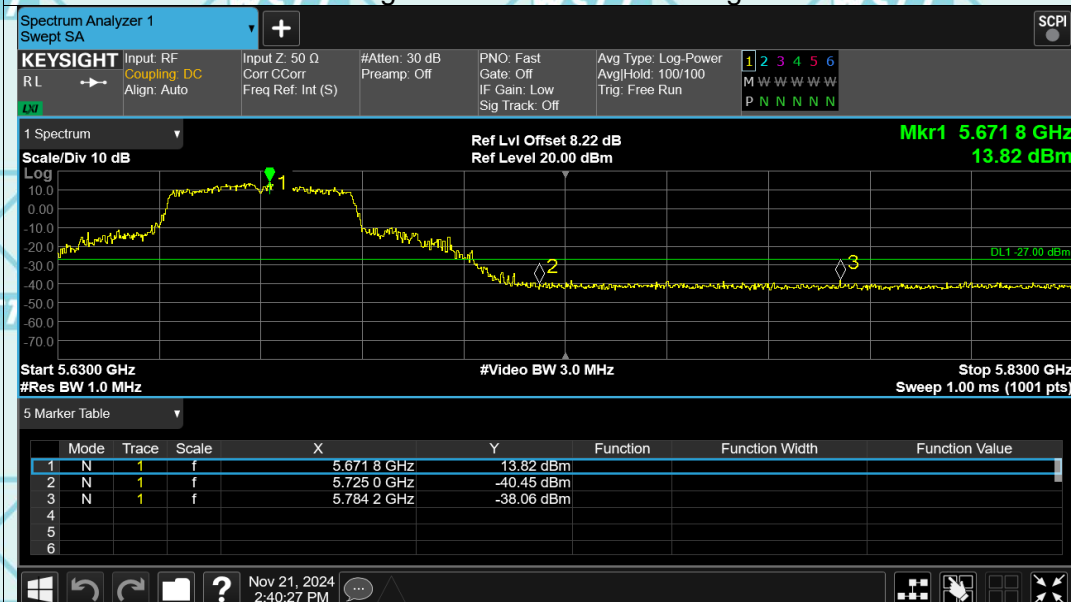 Spectrum Analyzer 1
Swept SA
+
SCPI
KEYSIGHT
R L
LXI
Input: RF
Coupling: DC
Align: Auto
Input Z: 50 Ω
Corr CCorr
Freq Ref: Int (S)
#Atten: 30 dB
Preamp: Off
PNO: Fast
Gate: Off
IF Gain: Low
Sig Track: Off
Avg Type: Log-Power
Avg|Hold: 100/100
Trig: Free Run
1 2 3 4 5 6
M W W W W W
P N N N N N
1 Spectrum
Scale/Div 10 dB
Ref Lvl Offset 8.22 dB
Ref Level 20.00 dBm
Mkr1 5.671 8 GHz
13.82 dBm
Log
10.0
0.00
-10.0
-20.0
-30.0
-40.0
-50.0
-60.0
-70.0
1
2
3
DL1 -27.00 dBm
Start 5.6300 GHz
#Res BW 1.0 MHz
#Video BW 3.0 MHz
Stop 5.8300 GHz
Sweep 1.00 ms (1001 pts)
5 Marker Table
Mode Trace Scale X Y Function Function Width Function Value
1 N 1 f 5.671 8 GHz 13.82 dBm
2 N 1 f 5.725 0 GHz -40.45 dBm
3 N 1 f 5.784 2 GHz -38.06 dBm
4
5
6
?
Nov 21, 2024
2:40:27 PM